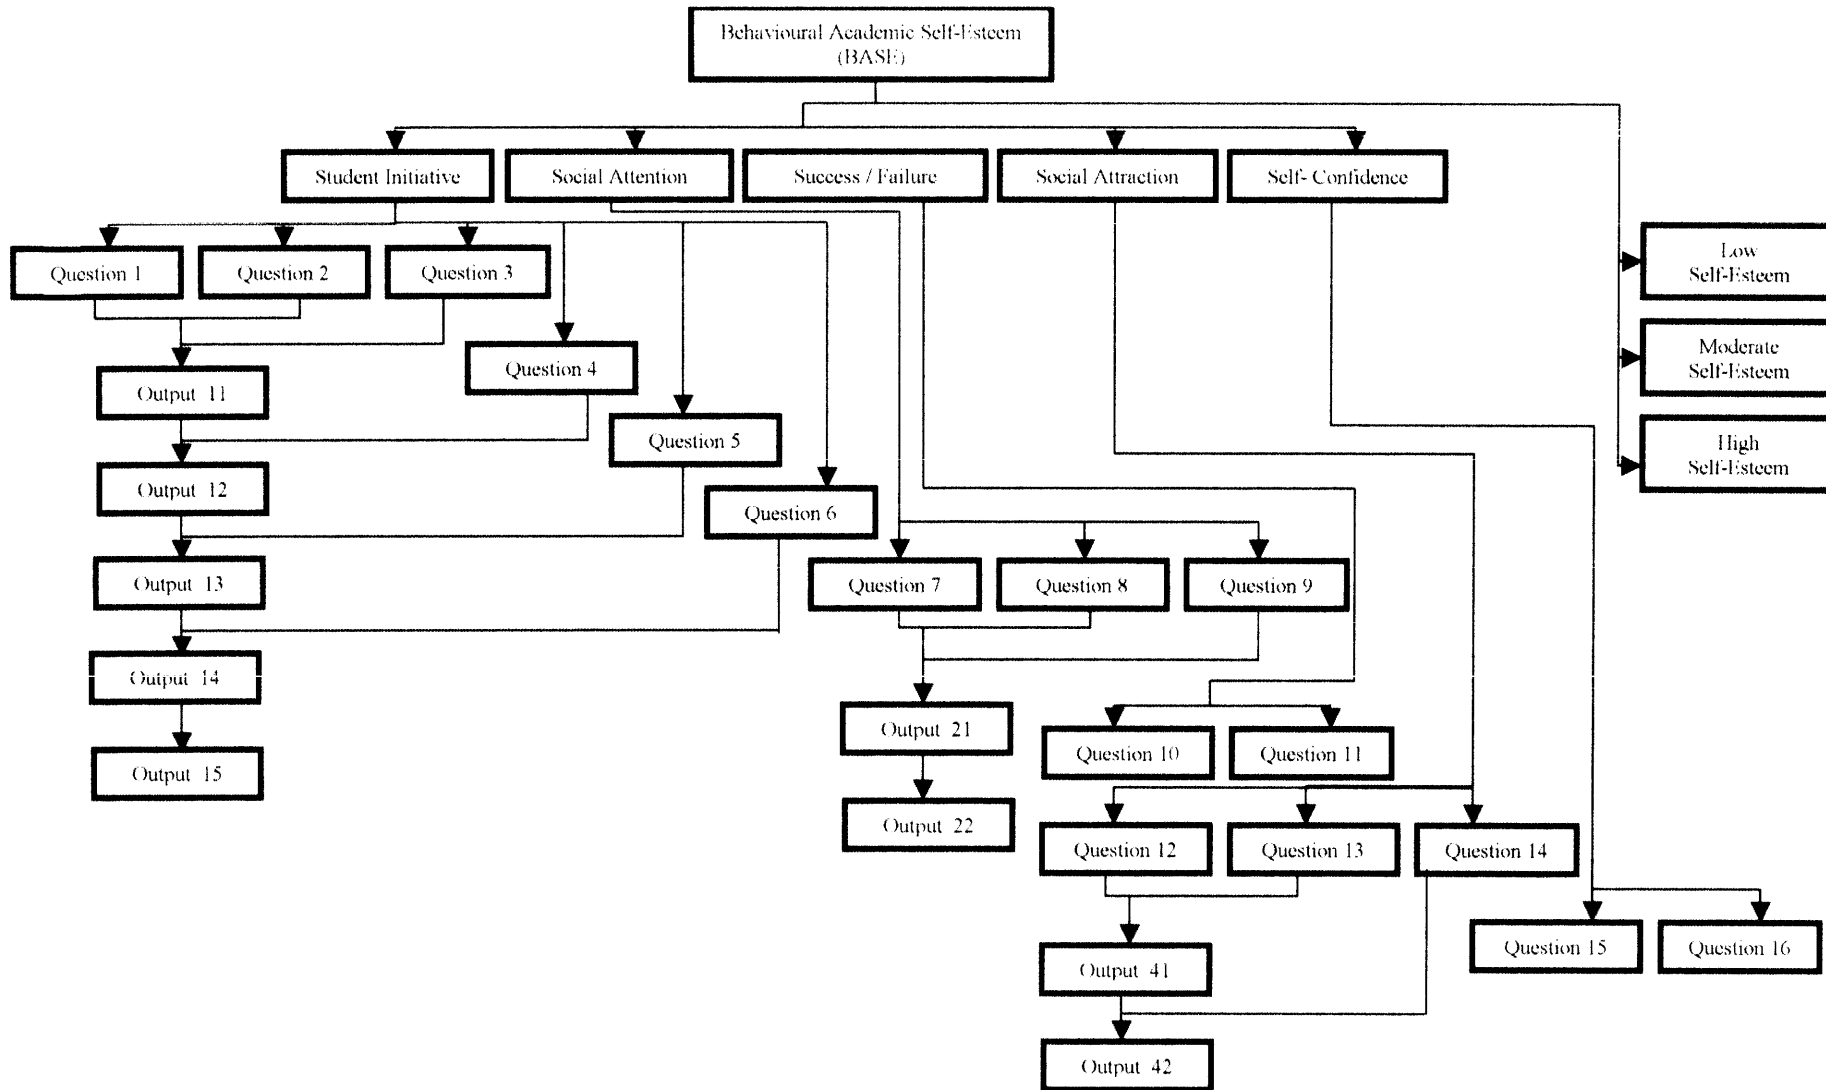 Behavioural Academic Self-Esteem
(BASE)
Student Initiative
Social Attention
Success / Failure
Social Attraction
Self- Confidence
Question 1
Question 2
Question 3
Low
Self-Esteem
Moderate
Self-Esteem
High
Self-Esteem
Question 4
Output 11
Question 5
Output 12
Question 6
Output 13
Question 7
Question 8
Question 9
Output 14
Output 21
Question 10
Question 11
Output 15
Output 22
Question 12
Question 13
Question 14
Question 15
Question 16
Output 41
Output 42